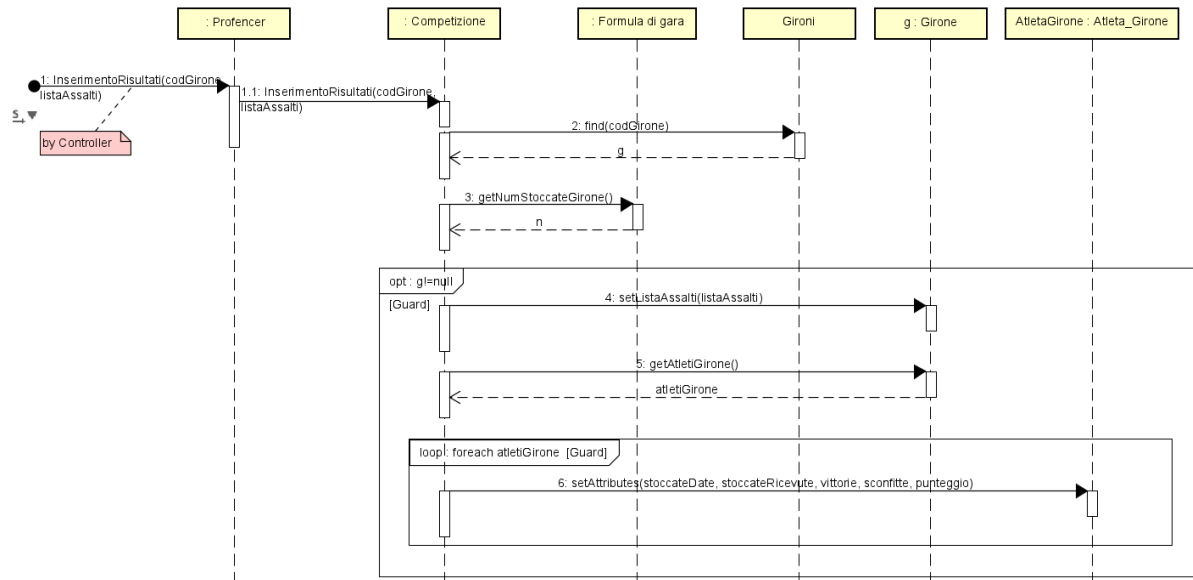 : Profencer
: Competizione
: Formula di gara
Gironi
g : Girone
AtletaGirone : Atleta_Girone
1: InserimentoRisultati(codGirone,
listaAssalti)
1.1: InserimentoRisultati(codGirone,
listaAssalti)
S
by Controller
2: find(codGirone)
g
3: getNumStoccateGirone()
n
opt : g!=null
[Guard]
4: setListaAssalti(listaAssalti)
5: getAtletiGirone()
atletiGirone
loop : foreach atletiGirone [Guard]
6: setAttributes(stoccateDate, stoccateRicevute, vittorie, sconfitte, punteggio)